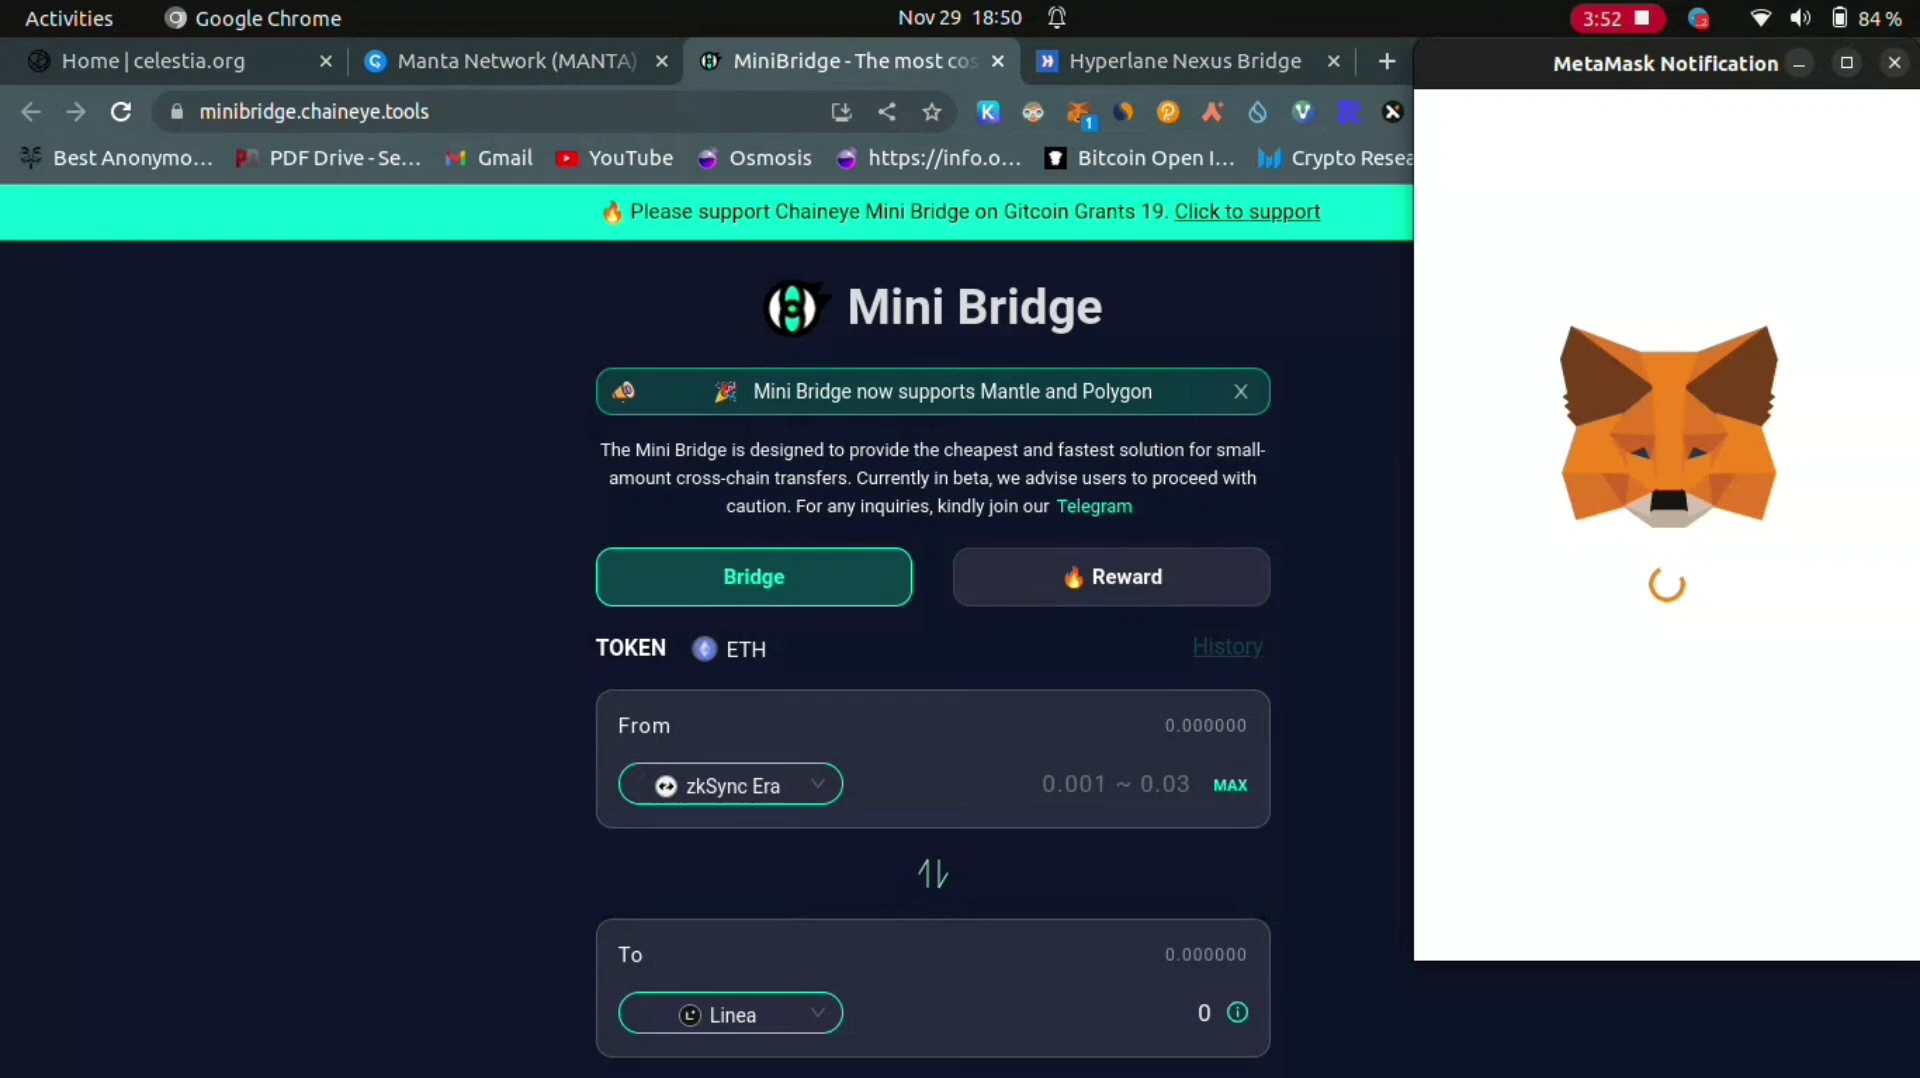 Activities
Google Chrome
Nov 29 18:50
3:52
2
84 %
Home | celestia.org
Manta Network (MANTA)
MiniBridge - The most cos
Hyperlane Nexus Bridge
MetaMask Notification
minibridge.chaineye.tools
1
Best Anonymo...
PDF Drive - Se...
Gmail
YouTube
Osmosis
https://info.o...
Bitcoin Open I...
Crypto Resea
🔥 Please support Chaineye Mini Bridge on Gitcoin Grants 19. Click to support
Mini Bridge
📣 🎉 Mini Bridge now supports Mantle and Polygon
The Mini Bridge is designed to provide the cheapest and fastest solution for small-
amount cross-chain transfers. Currently in beta, we advise users to proceed with
caution. For any inquiries, kindly join our Telegram
Bridge
🔥 Reward
TOKEN
ETH
History
From
0.000000
zkSync Era
0.001 ~ 0.03
MAX
To
0.000000
Linea
0